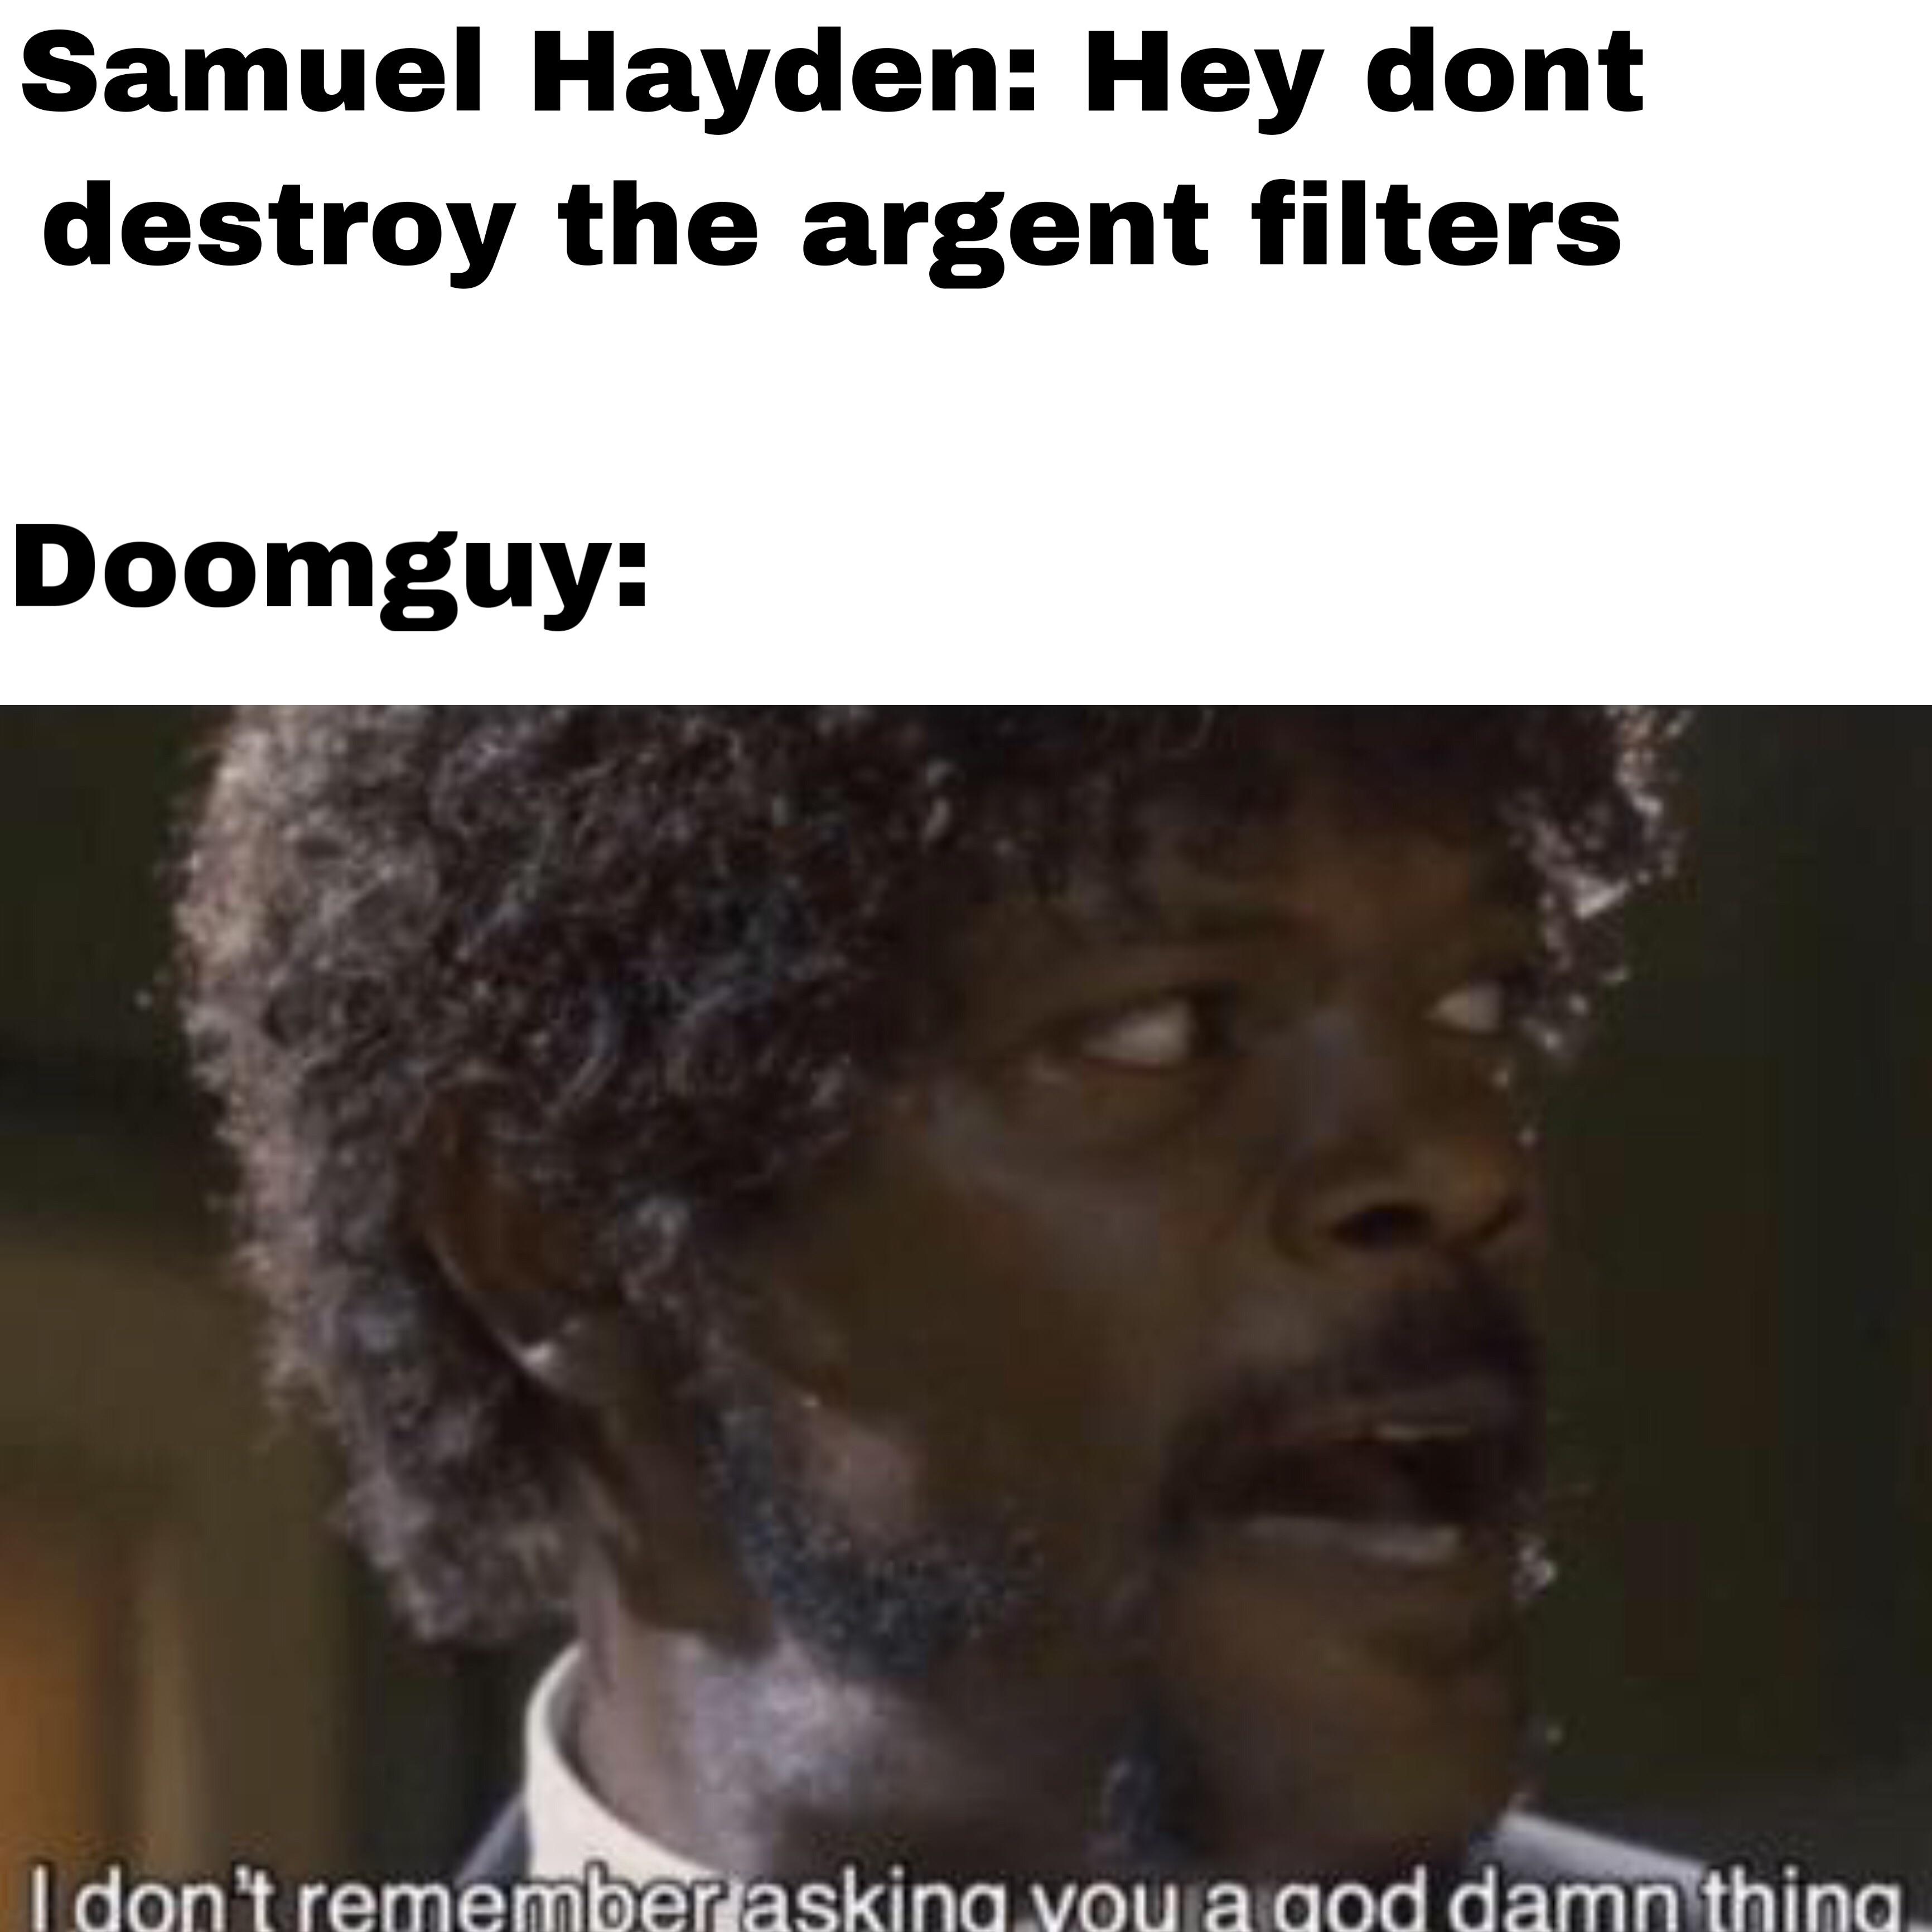 Samuel Hayden: Hey dont
destroy the argent filters
Doomguy:
I don't remember asking you a god damn thing